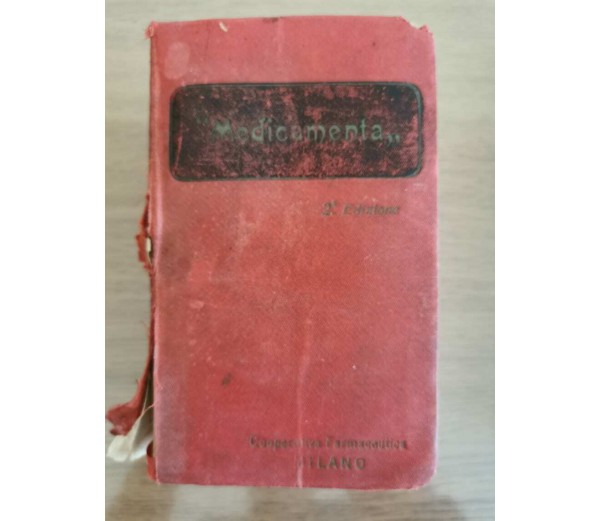 "Medicamenta„
2ª Edizione
Cooperativa Farmaceutica
MILANO